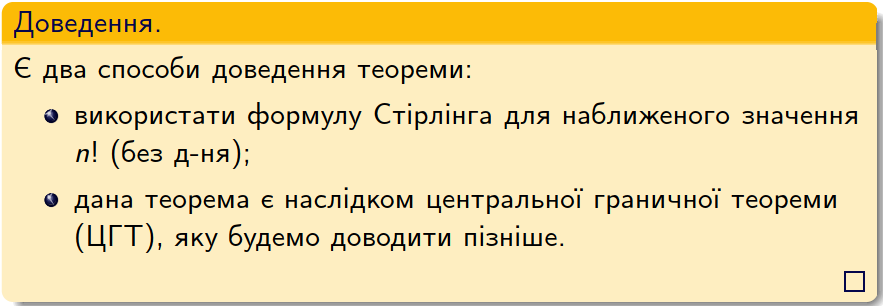 Доведення.
Є два способи доведення теореми:
використати формулу Стірлінга для наближеного значення
n! (без д-ня);
дана теорема є наслідком центральної граничної теореми
(ЦГТ), яку будемо доводити пізніше.